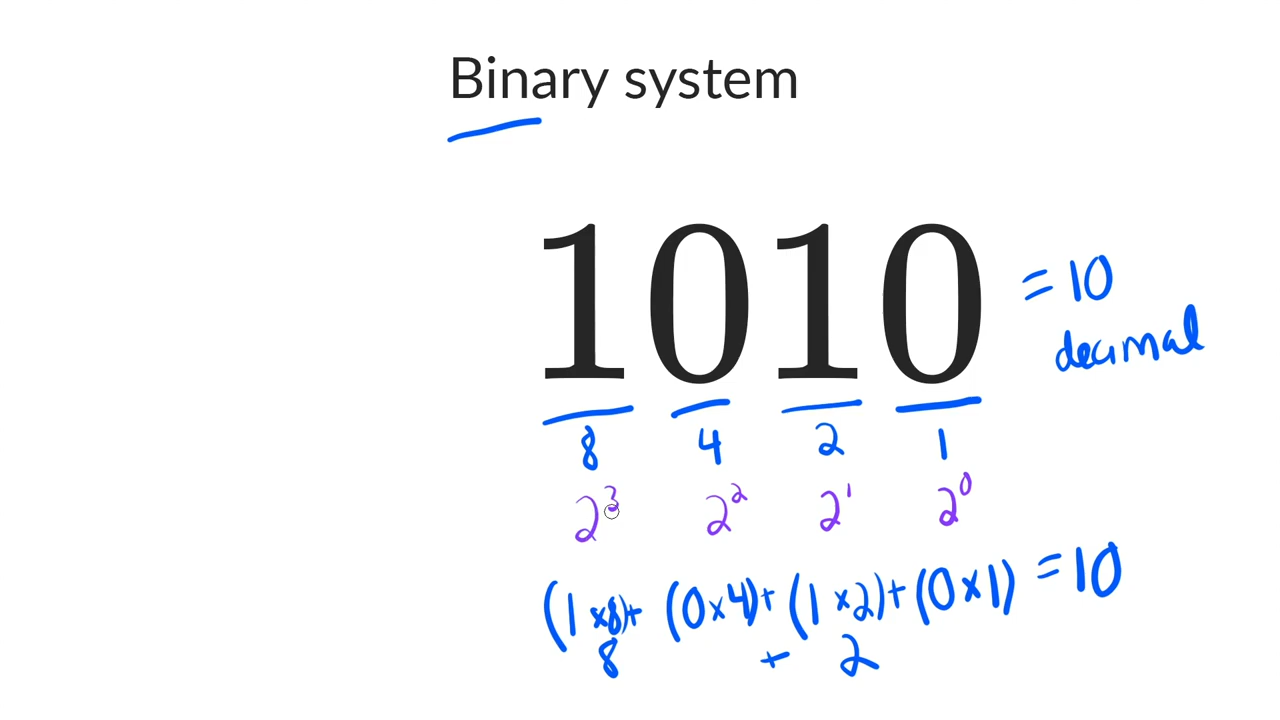 Binary system
1010 = 10
decimal
8 4 2 1
2³ 2² 2¹ 2⁰
(1×8)+ (0×4)+ (1×2)+ (0×1) = 10
8 + 2